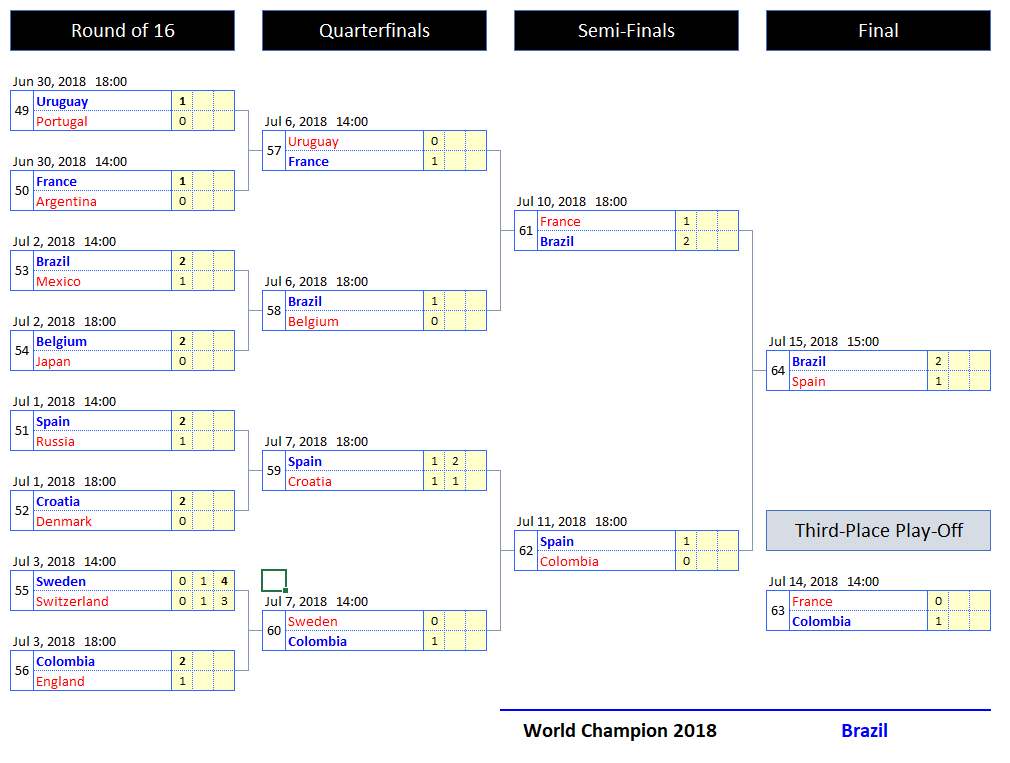 Round of 16
Quarterfinals
Semi-Finals
Final
Jun 30, 2018 18:00
49
Uruguay 1
Portugal 0
Jun 30, 2018 14:00
50
France 1
Argentina 0
Jul 2, 2018 14:00
53
Brazil 2
Mexico 1
Jul 2, 2018 18:00
54
Belgium 2
Japan 0
Jul 1, 2018 14:00
51
Spain 2
Russia 1
Jul 1, 2018 18:00
52
Croatia 2
Denmark 0
Jul 3, 2018 14:00
55
Sweden 0 1 4
Switzerland 0 1 3
Jul 3, 2018 18:00
56
Colombia 2
England 1
Jul 6, 2018 14:00
57
Uruguay 0
France 1
Jul 6, 2018 18:00
58
Brazil 1
Belgium 0
Jul 7, 2018 18:00
59
Spain 1 2
Croatia 1 1
Jul 7, 2018 14:00
60
Sweden 0
Colombia 1
Jul 10, 2018 18:00
61
France 1
Brazil 2
Jul 11, 2018 18:00
62
Spain 1
Colombia 0
Jul 15, 2018 15:00
64
Brazil 2
Spain 1
Third-Place Play-Off
Jul 14, 2018 14:00
63
France 0
Colombia 1
World Champion 2018 Brazil